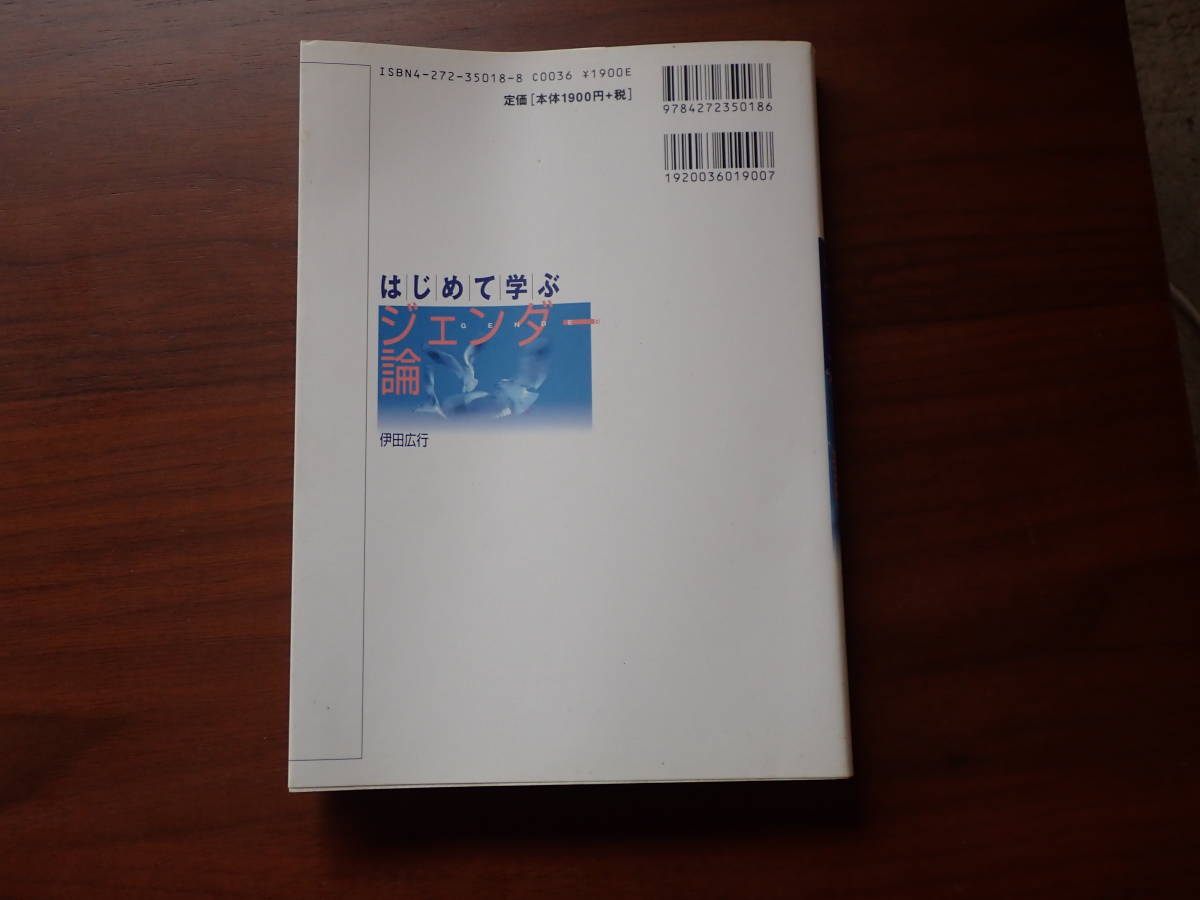 ISBN4-272-35018-8 C0036 ¥1900E
定価[本体1900円+税]
9784272350186
1920036019007
はじめて学ぶ
ジェンダー
GENDE
論
伊田広行